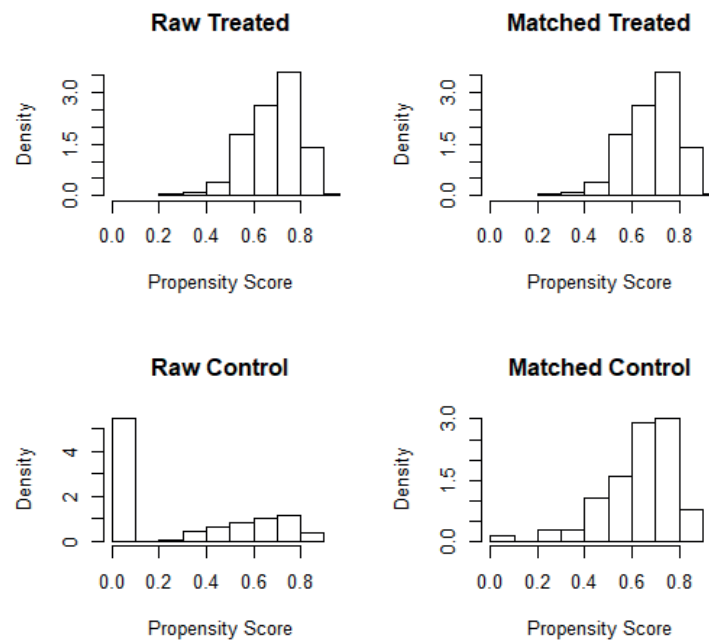 Raw Treated
Density
0.0 1.5 3.0
0.0 0.2 0.4 0.6 0.8
Propensity Score
Matched Treated
Density
0.0 1.5 3.0
0.0 0.2 0.4 0.6 0.8
Propensity Score
Raw Control
Density
0 2 4
0.0 0.2 0.4 0.6 0.8
Propensity Score
Matched Control
Density
0.0 1.5 3.0
0.0 0.2 0.4 0.6 0.8
Propensity Score